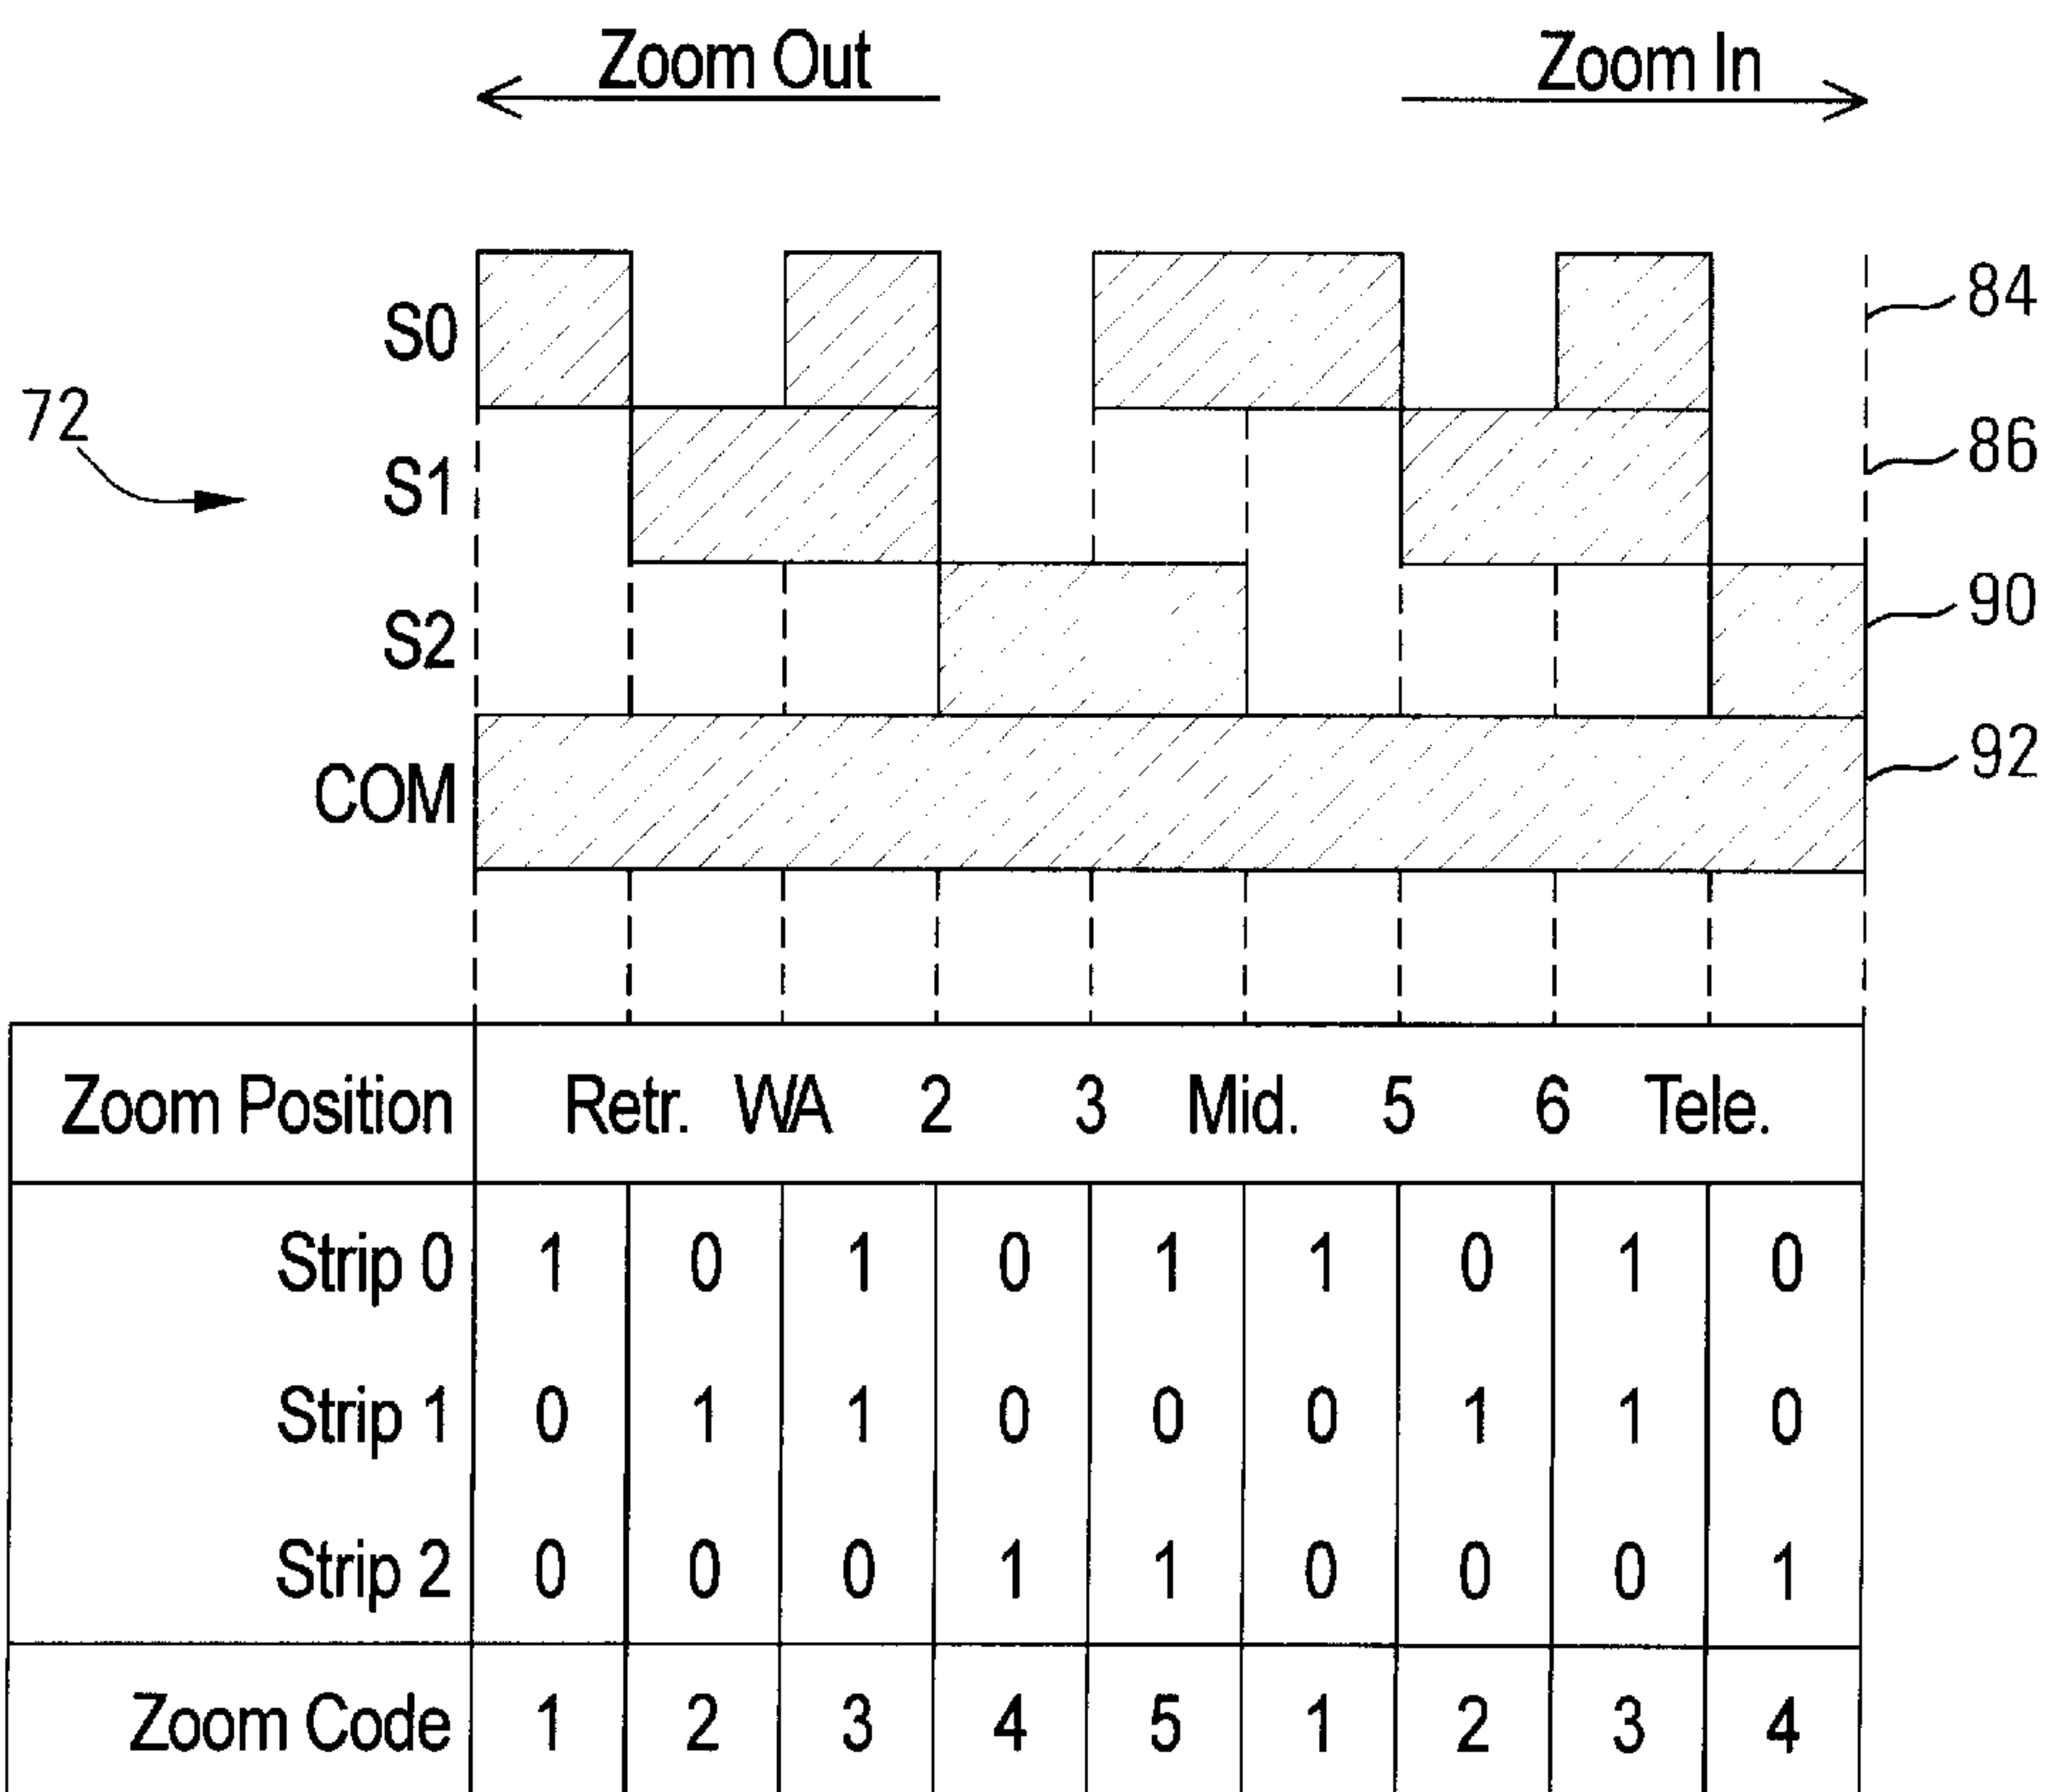 Zoom Out Zoom In
S0 84
72
S1 86
S2 90
COM 92
Zoom Position Retr. WA 2 3 Mid. 5 6 Tele.
Strip 0 1 0 1 0 1 1 0 1 0
Strip 1 0 1 1 0 0 0 1 1 0
Strip 2 0 0 0 1 1 0 0 0 1
Zoom Code 1 2 3 4 5 1 2 3 4